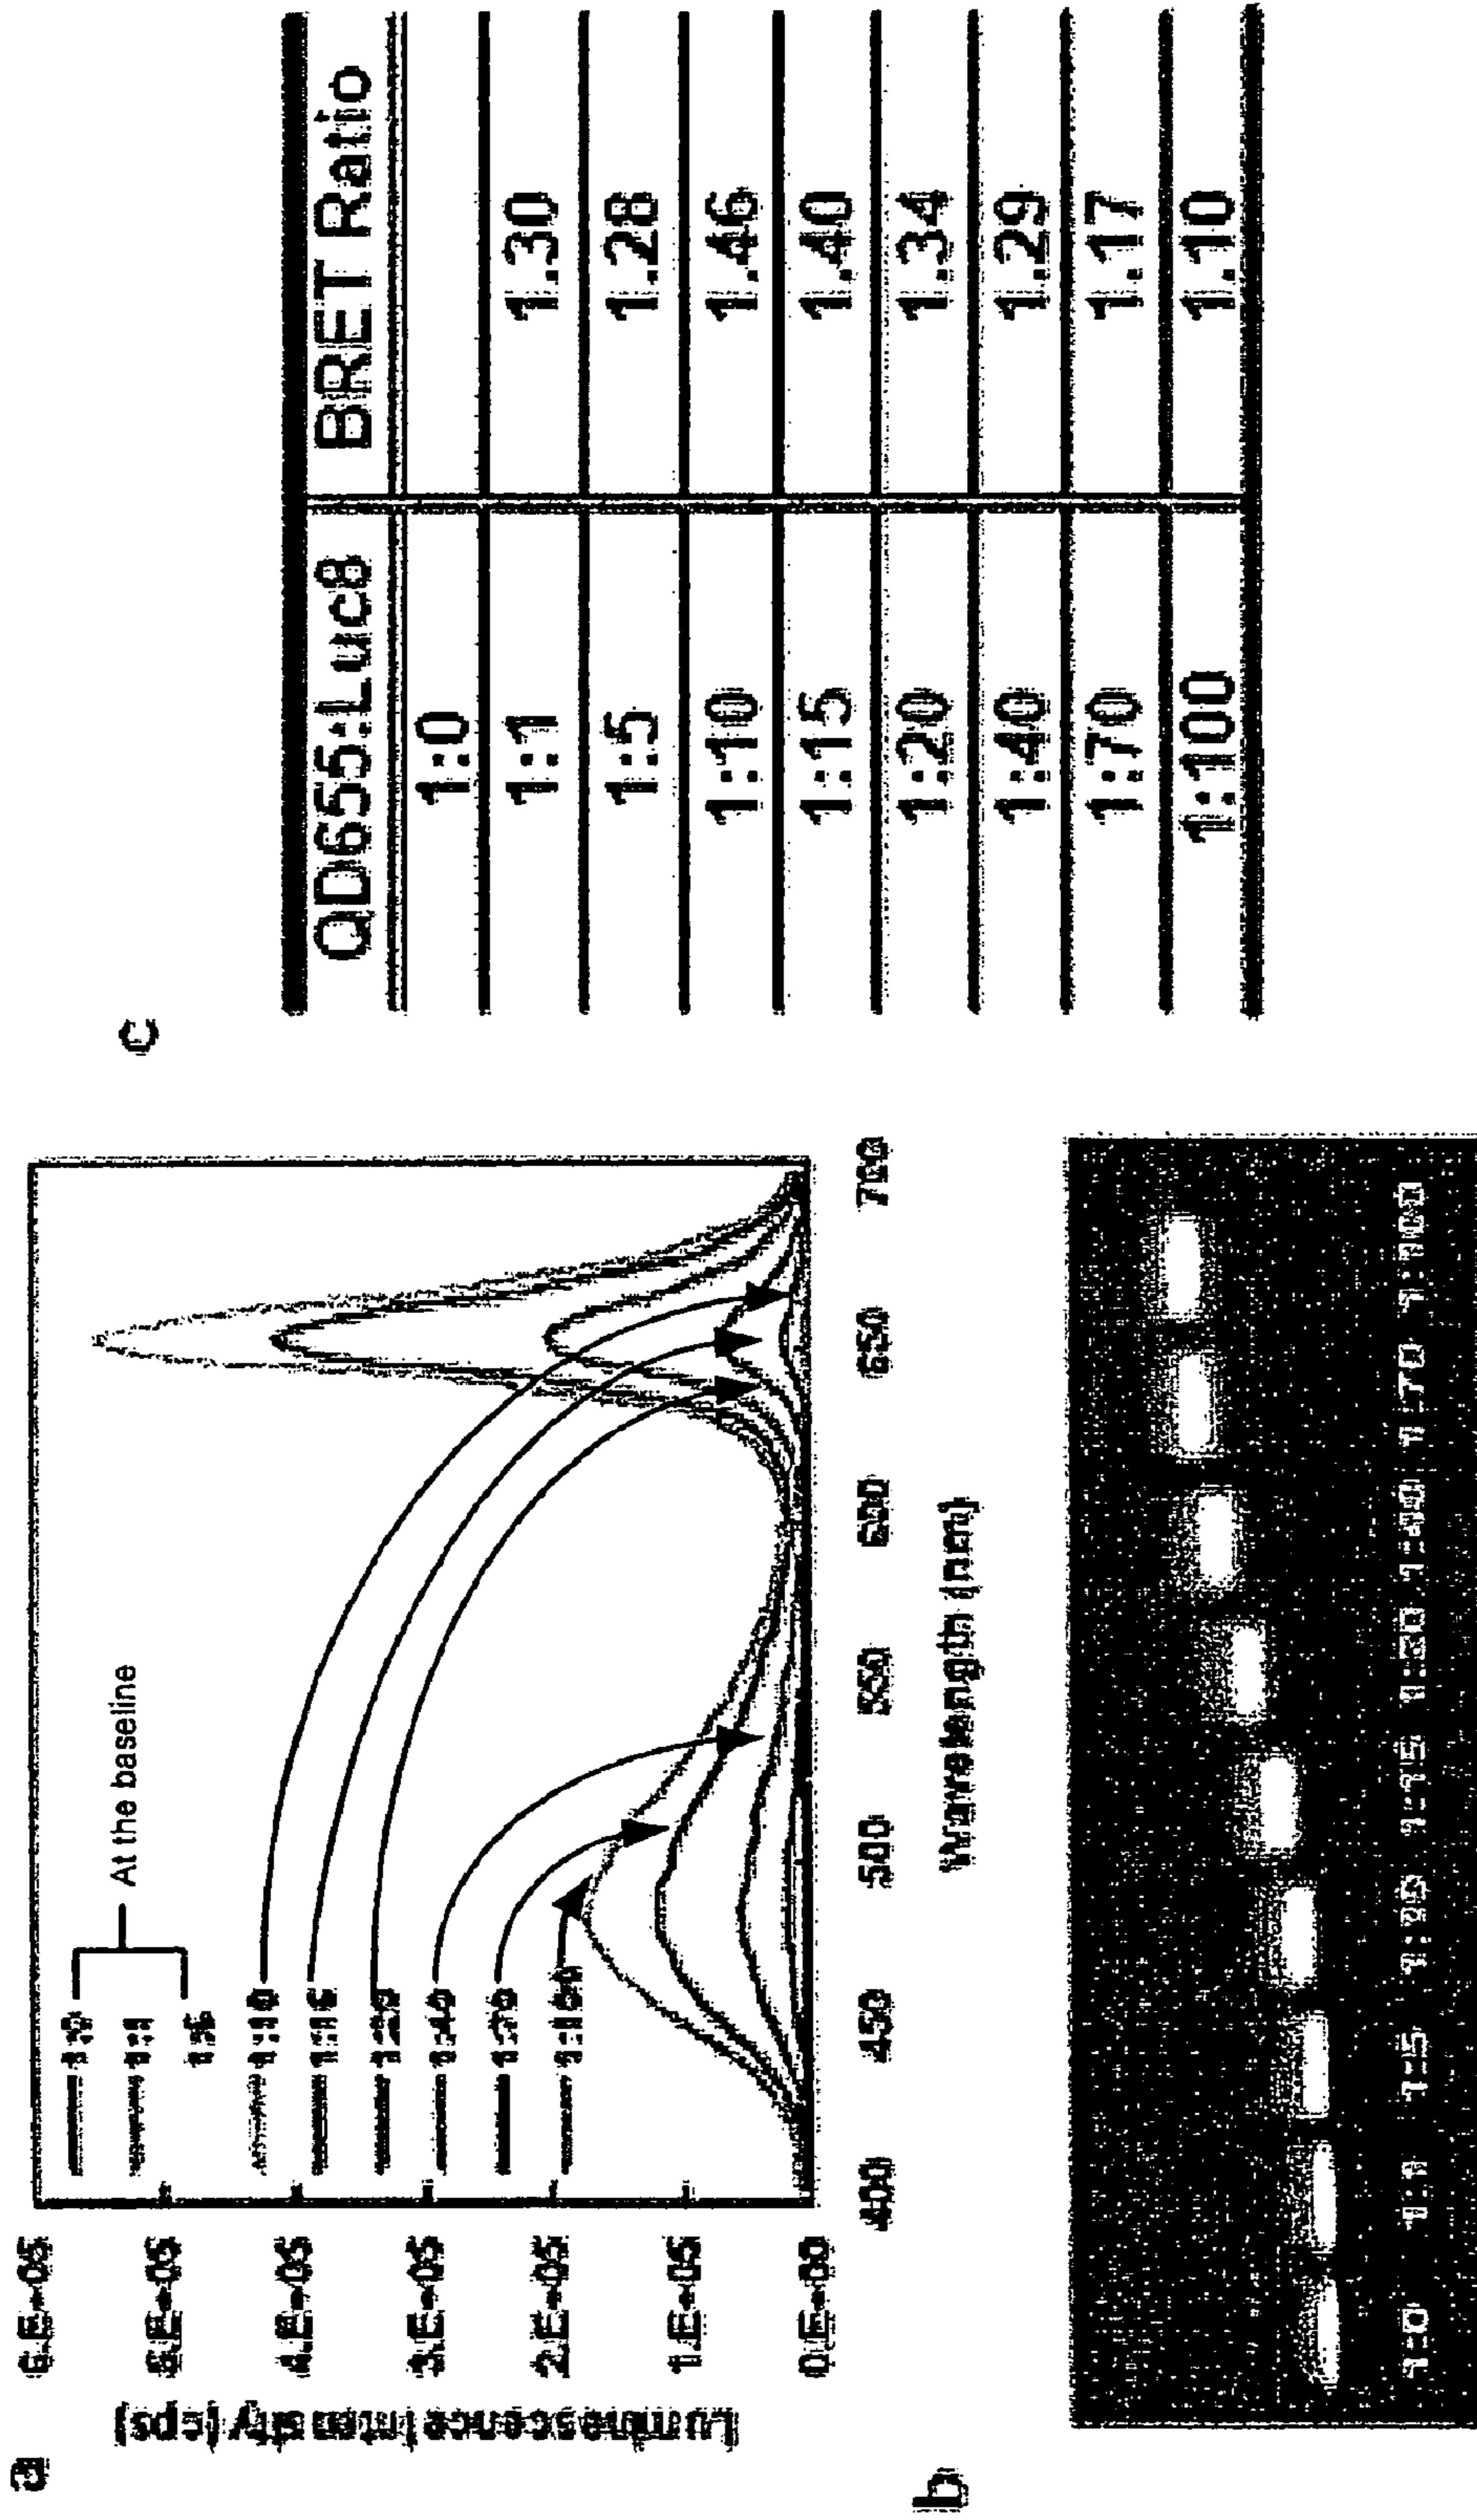 a
Luminescence intensity (cps)
6.E+05
5.E+05
4.E+05
3.E+05
2.E+05
1.E+05
0.E+00
1:0
1:1
1:5
At the baseline
1:10
1:15
1:20
1:40
1:70
1:100
400 450 500 550 600 650 700
Wavelength (nm)
b
1:0 1:1 1:5 1:15 1:40 1:70 1:100
c
QD655:Luc8 BRET Ratio
1:0
1:1 1.30
1:5 1.28
1:10 1.46
1:15 1.40
1:20 1.34
1:40 1.29
1:70 1.17
1:100 1.10